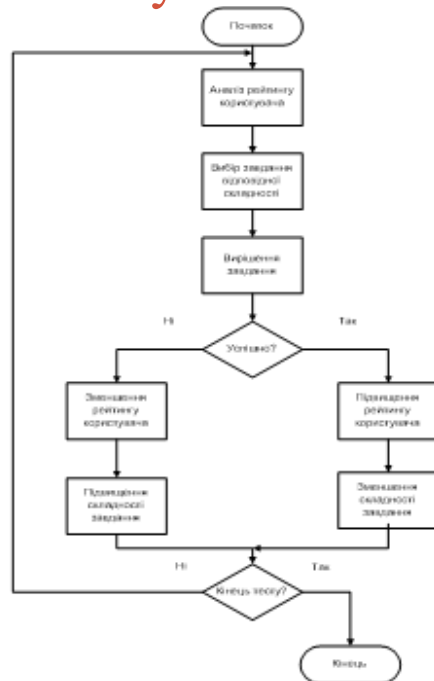 Початок
Аналіз рейтингу
користувача
Вибір завдання
відповідної
складності
Вирішення
завдання
Ні
Так
Успішно?
Зменшення
рейтингу
користувача
Підвищення
рейтингу
користувача
Підвищення
складності
завдання
Зменшення
складності
завдання
Ні
Так
Кінець тесту?
Кінець